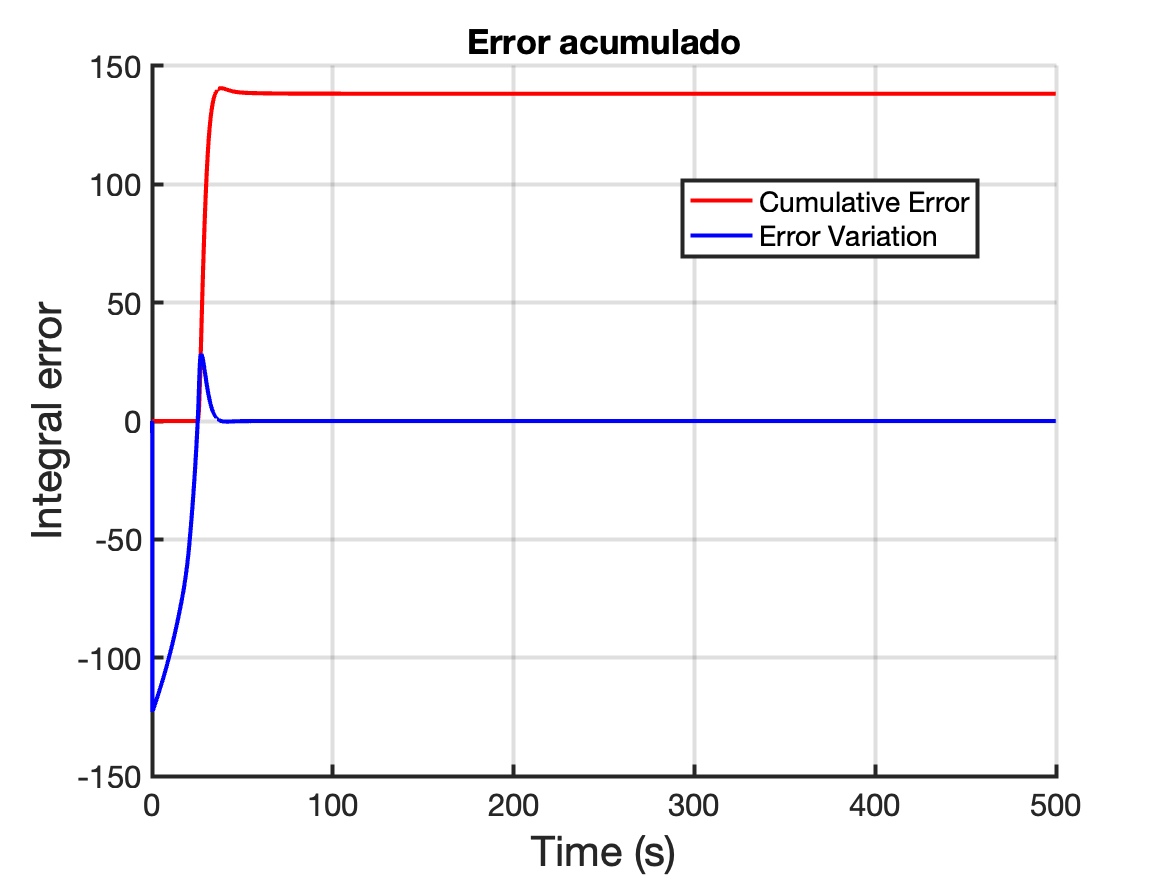 Error acumulado
150
100
50
0
-50
-100
-150
Integral error
Cumulative Error
Error Variation
0 100 200 300 400 500
Time (s)